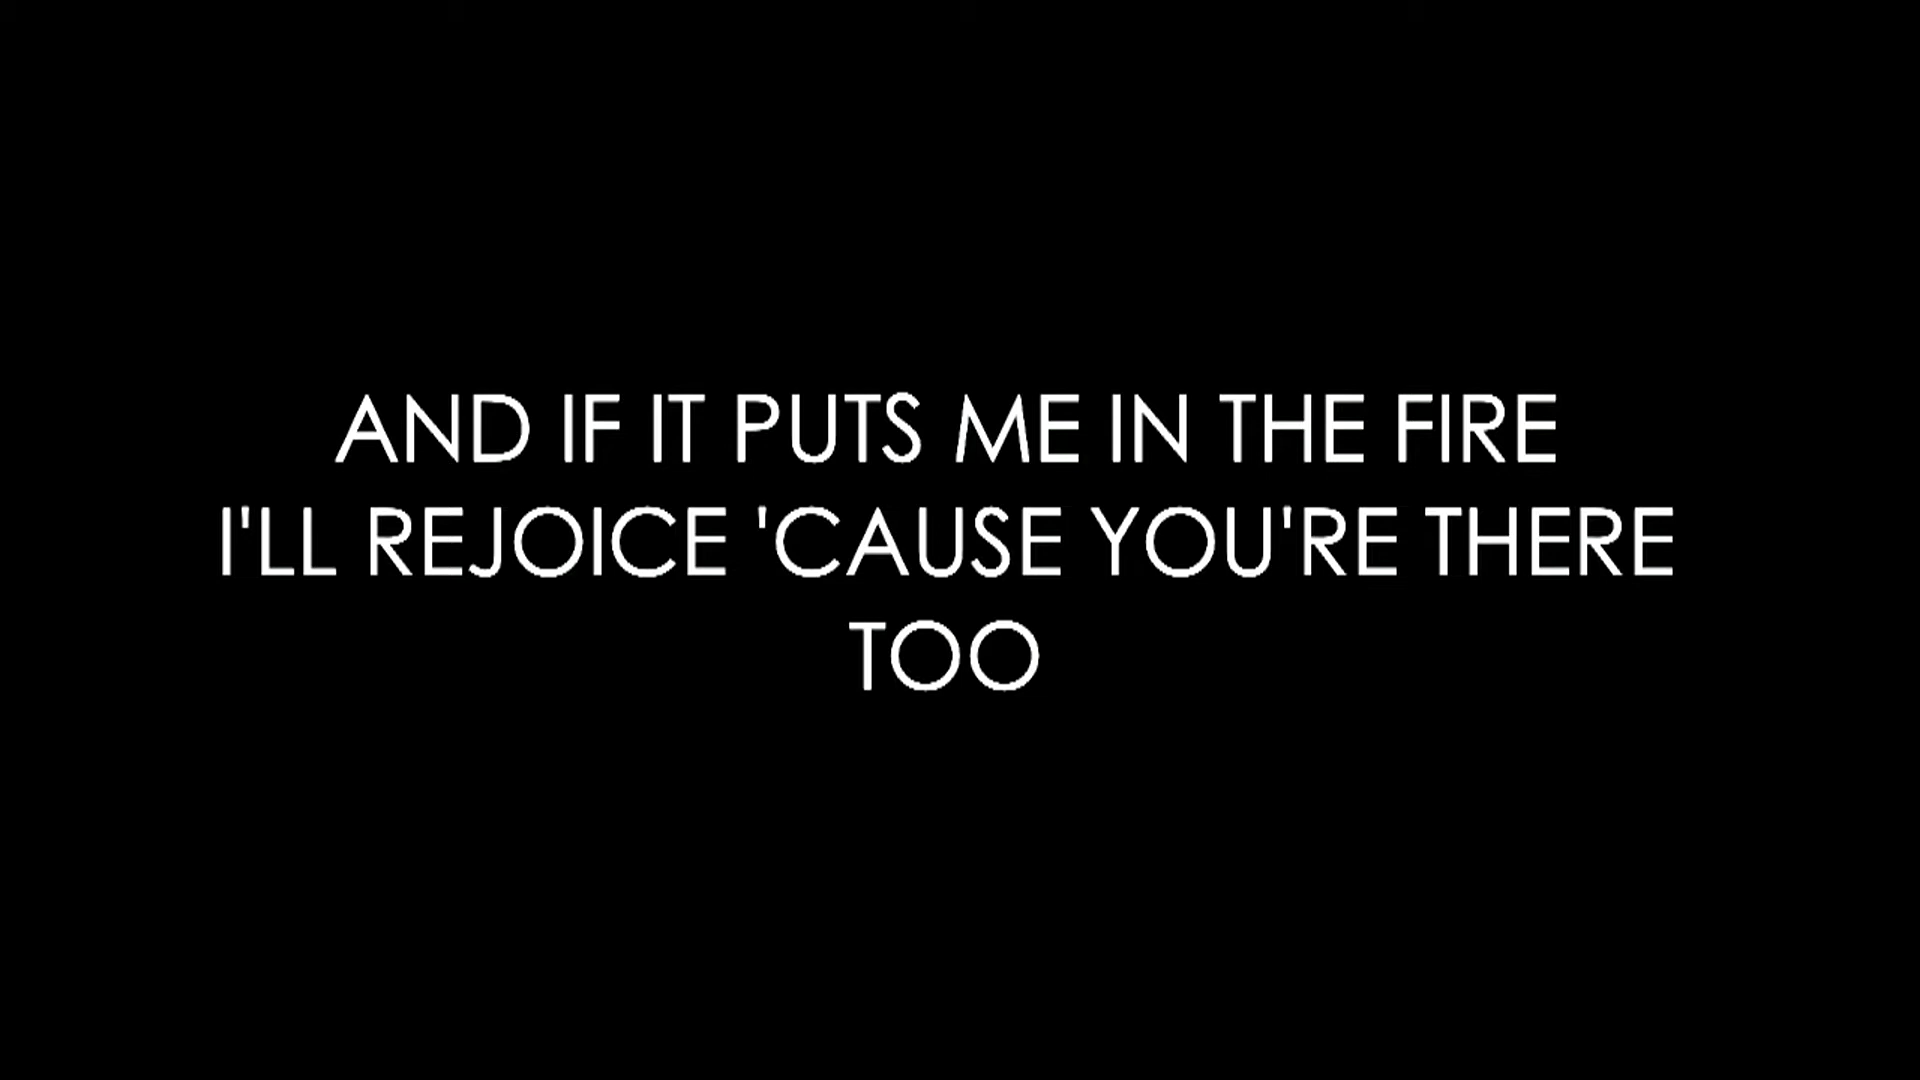 AND IF IT PUTS ME IN THE FIRE
I'LL REJOICE 'CAUSE YOU'RE THERE
TOO